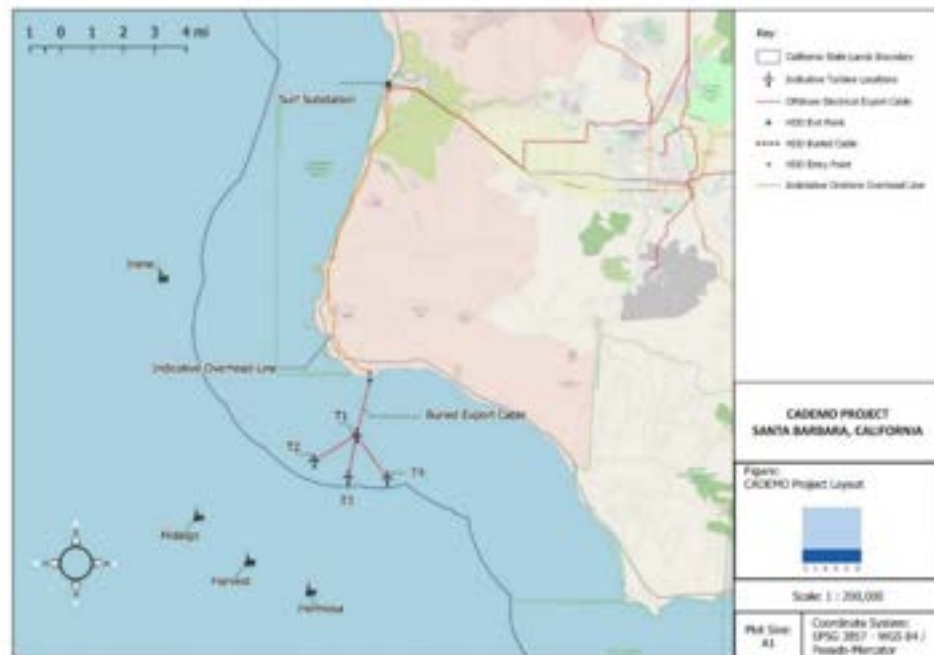 1 0 1 2 3 4 mi
Surf Substation
Irene
Indicative Overhead Line
T1
Buried Export Cable
T2
T3
T4
Hidalgo
Harvest
Hermosa
Key:
California State Lands Boundary
Indicative Turbine Locations
Offshore Electrical Export Cable
HDD Exit Point
HDD Buried Cable
HDD Entry Point
Indicative Onshore Overhead Line
CADEMO PROJECT
SANTA BARBARA, CALIFORNIA
Figure:
CADEMO Project Layout
Scale: 1 : 200,000
Plot Size:
A1
Coordinate System:
EPSG 3857 - WGS 84 /
Pseudo-Mercator